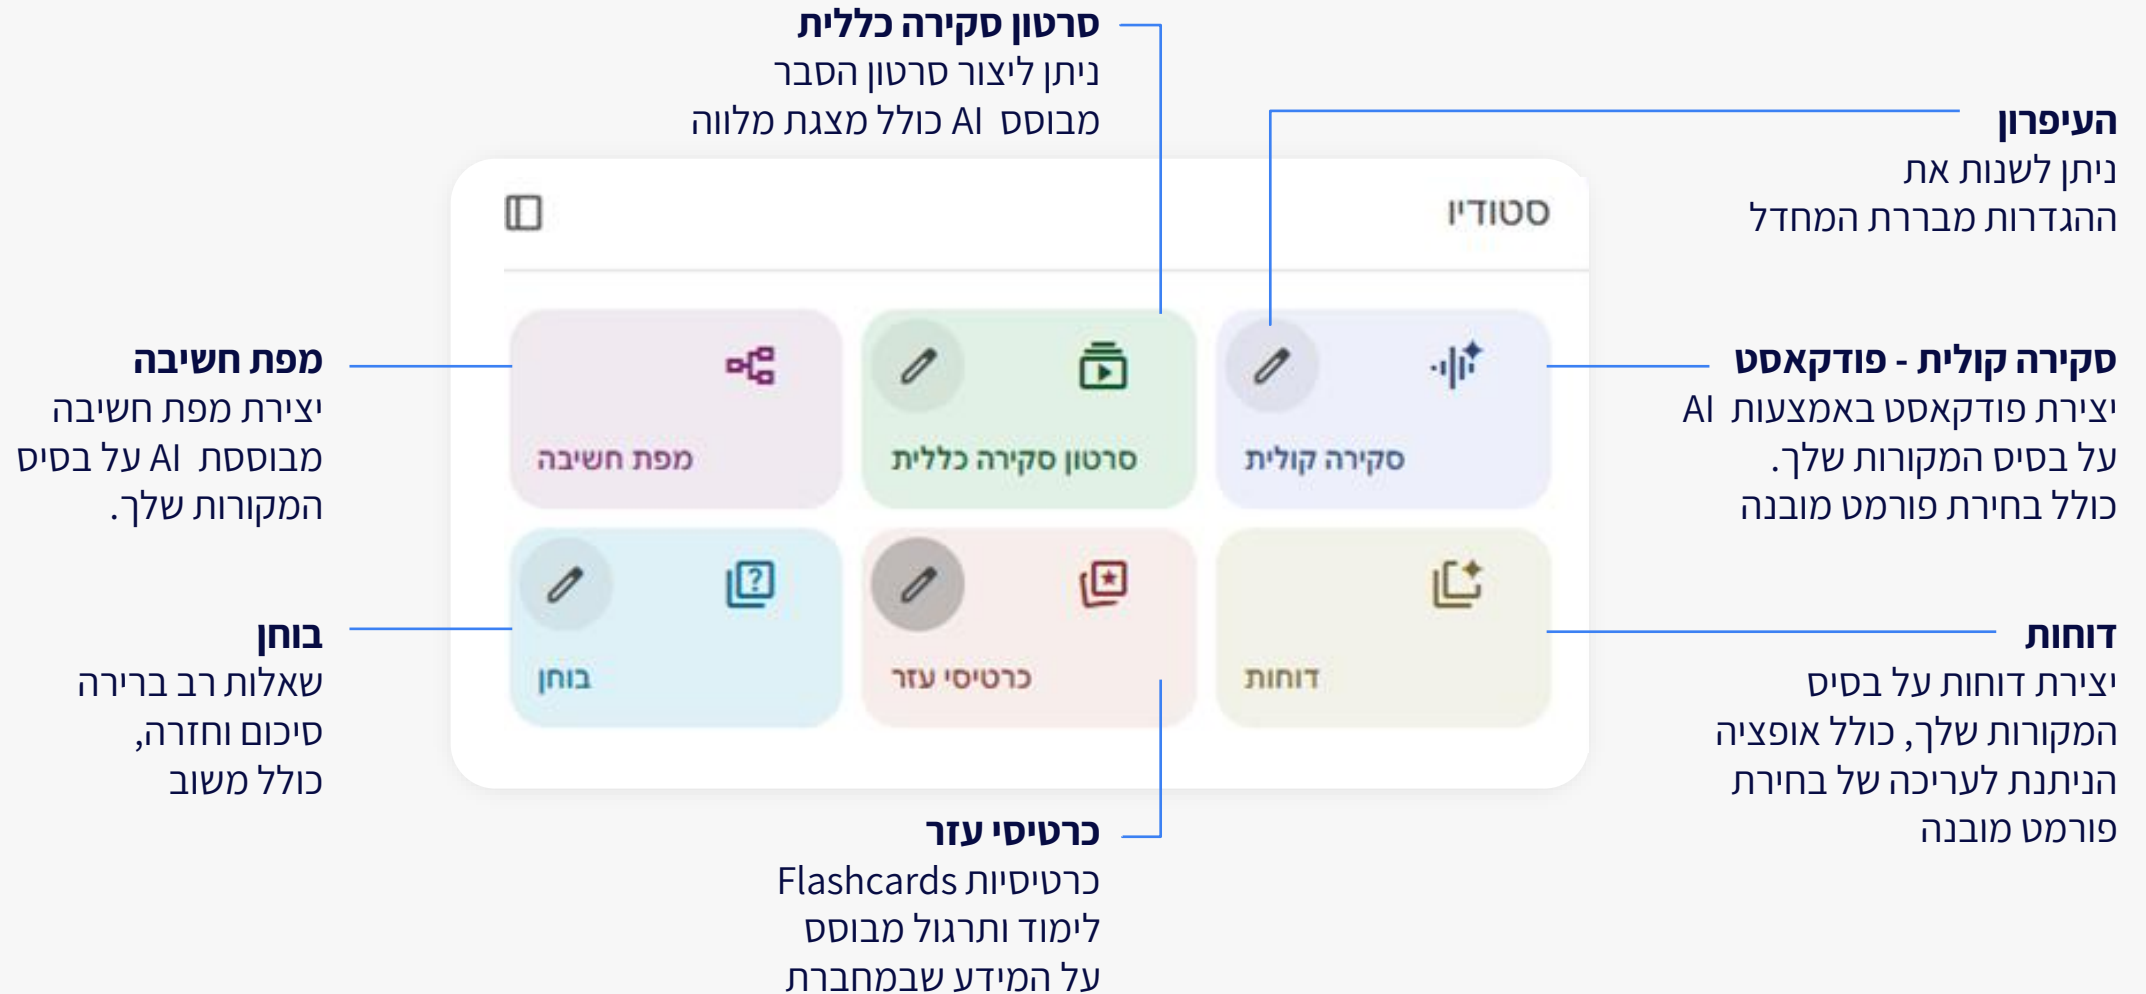 סרטון סקירה כללית
ניתן ליצור סרטון הסבר
מבוסס AI כולל מצגת מלווה
העיפרון
ניתן לשנות את
ההגדרות מבררת המחדל
סטודיו
סקירה קולית - פודקאסט
יצירת פודקאסט באמצעות AI
על בסיס המקורות שלך.
כולל בחירת פורמט מובנה
סקירה קולית
סרטון סקירה כללית
מפת חשיבה
מפת חשיבה
יצירת מפת חשיבה
מבוססת AI על בסיס
המקורות שלך.
דוחות
יצירת דוחות על בסיס
המקורות שלך, כולל אופציה
הניתנת לעריכה של בחירת
פורמט מובנה
דוחות
כרטיסי עזר
בוחן
בוחן
שאלות רב ברירה
סיכום וחזרה,
כולל משוב
כרטיסי עזר
כרטיסיות Flashcards
לימוד ותרגול מבוסס
על המידע שבמחברת